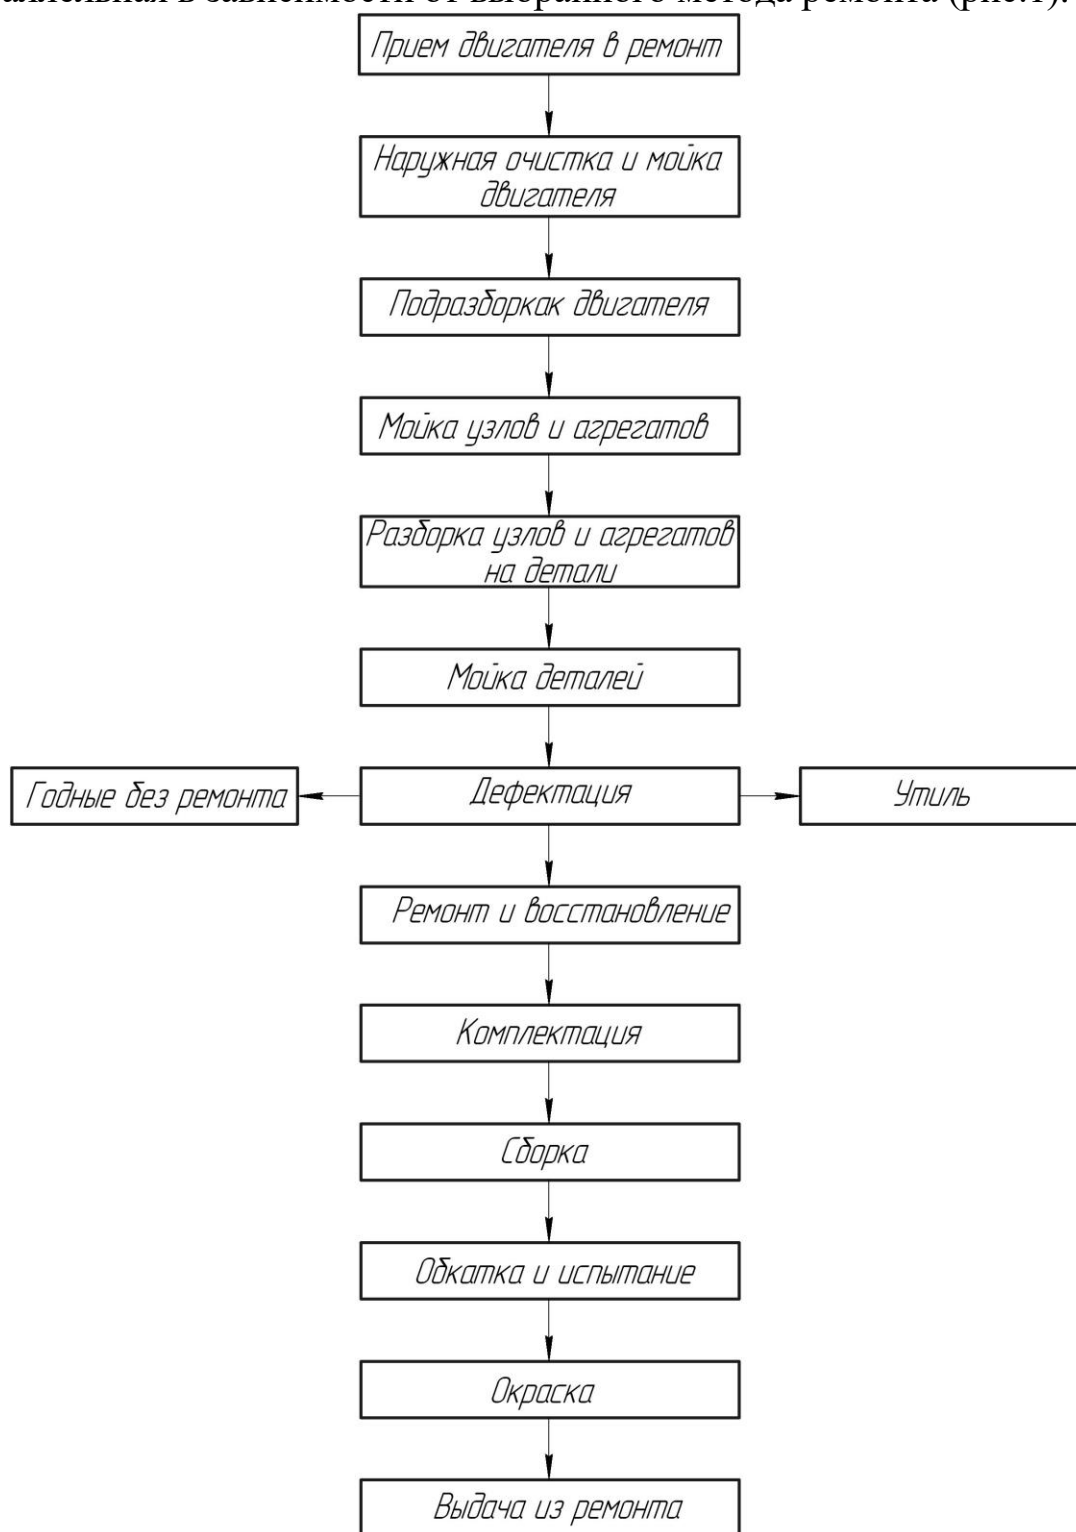 аллельная в зависимости от выбранного метода ремонта (рис.1).
Прием двигателя в ремонт
Наружная очистка и мойка
двигателя
Подразборкак двигателя
Мойка узлов и агрегатов
Разборка узлов и агрегатов
на детали
Мойка деталей
Годные без ремонта
Дефектация
Утиль
Ремонт и восстановление
Комплектация
Сборка
Обкатка и испытание
Окраска
Выдача из ремонта